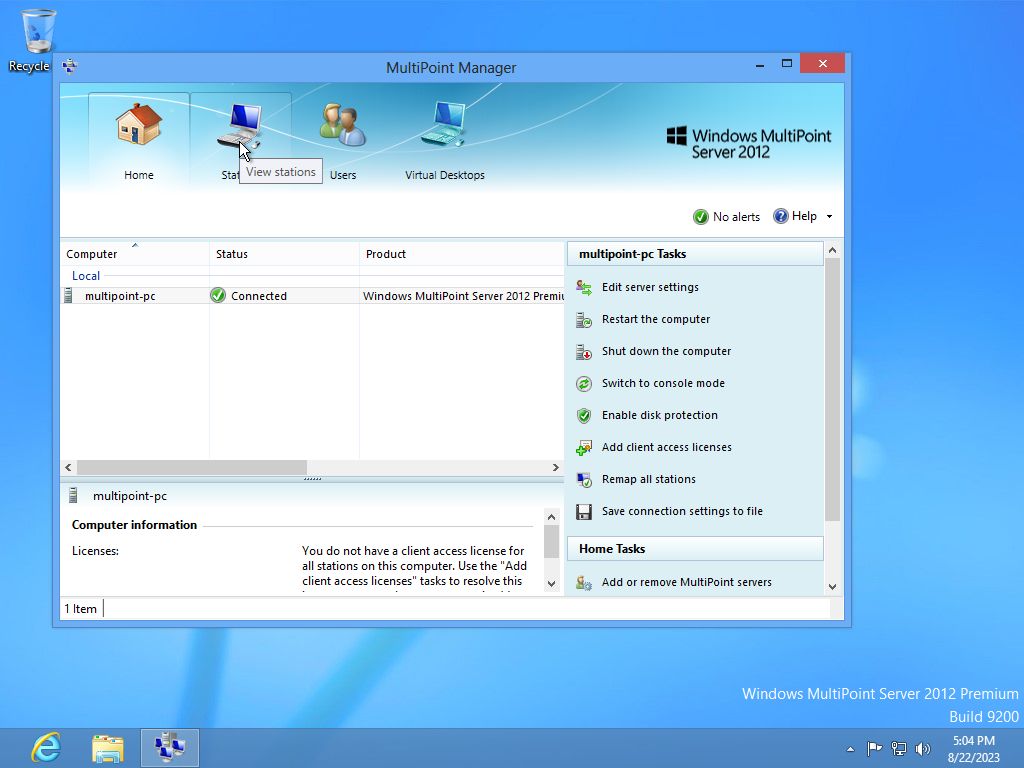 Recycle
MultiPoint Manager
Home
Stat
View stations
Users
Virtual Desktops
Windows MultiPoint
Server 2012
No alerts
Help
Computer
Status
Product
Local
multipoint-pc
Connected
Windows MultiPoint Server 2012 Premiu
multipoint-pc
Computer information
Licenses:
You do not have a client access license for
all stations on this computer. Use the "Add
client access licenses" tasks to resolve this
1 Item
multipoint-pc Tasks
Edit server settings
Restart the computer
Shut down the computer
Switch to console mode
Enable disk protection
Add client access licenses
Remap all stations
Save connection settings to file
Home Tasks
Add or remove MultiPoint servers
Windows MultiPoint Server 2012 Premium
Build 9200
5:04 PM
8/22/2023